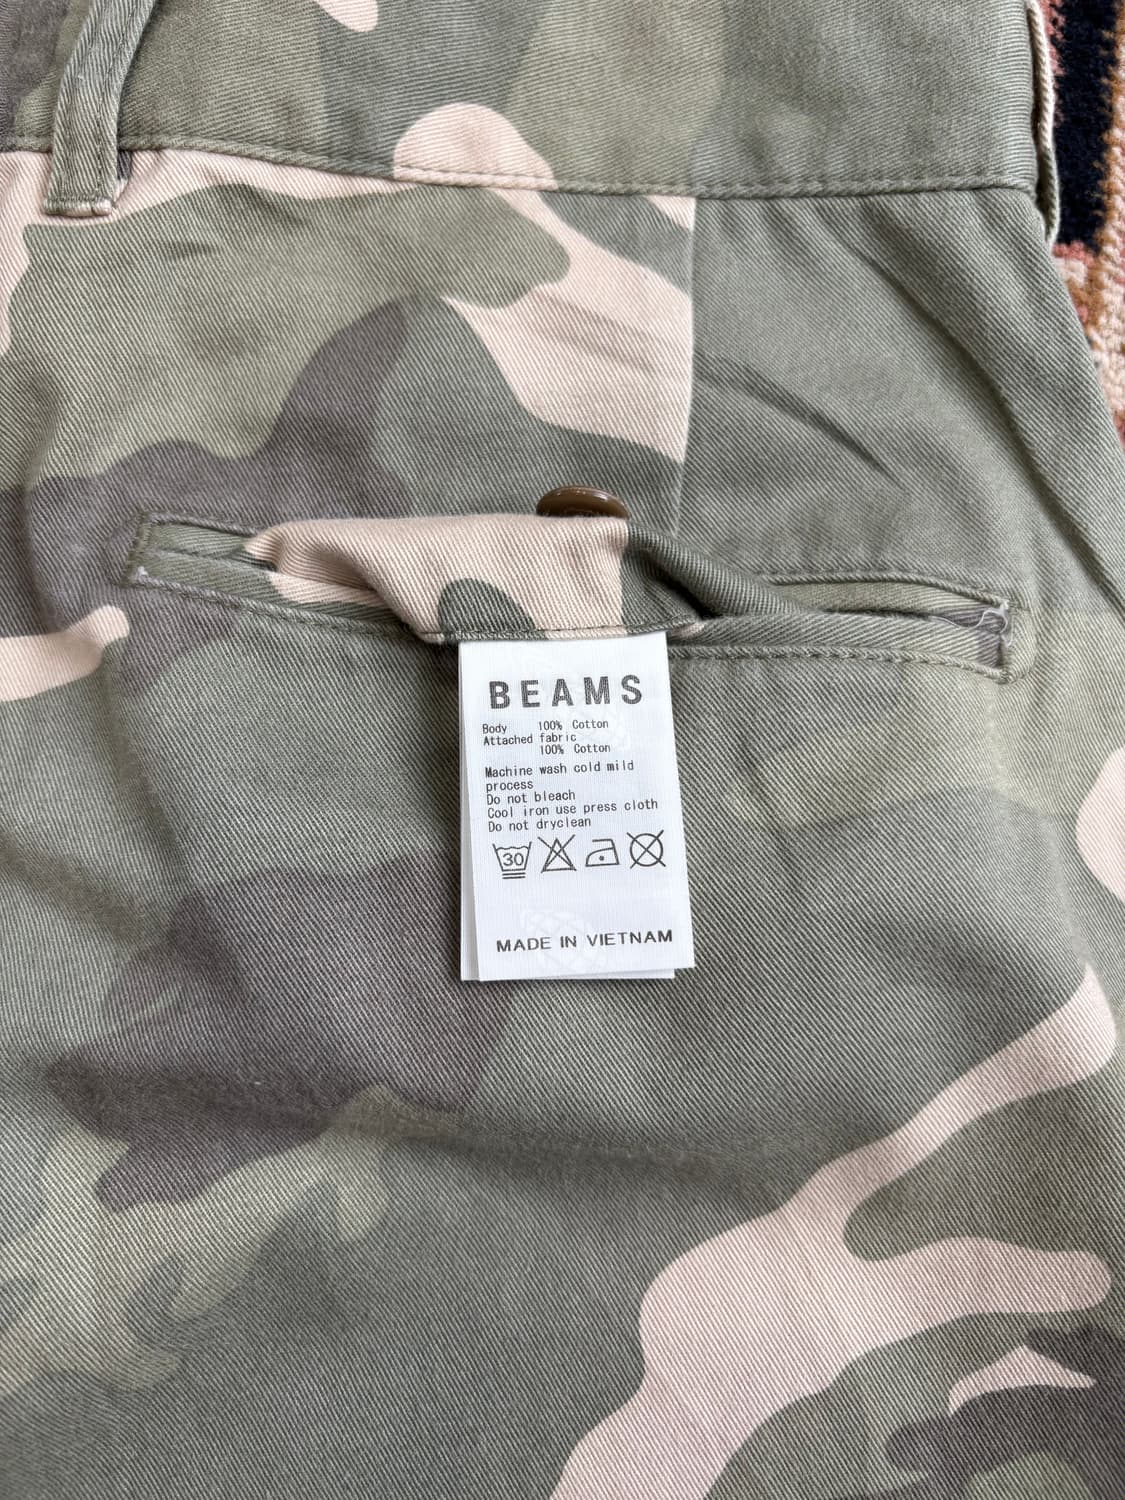 BEAMS
Body 100% Cotton
Attached fabric
100% Cotton
Machine wash cold mild
process
Do not bleach
Cool iron use press cloth
Do not dryclean
30
MADE IN VIETNAM